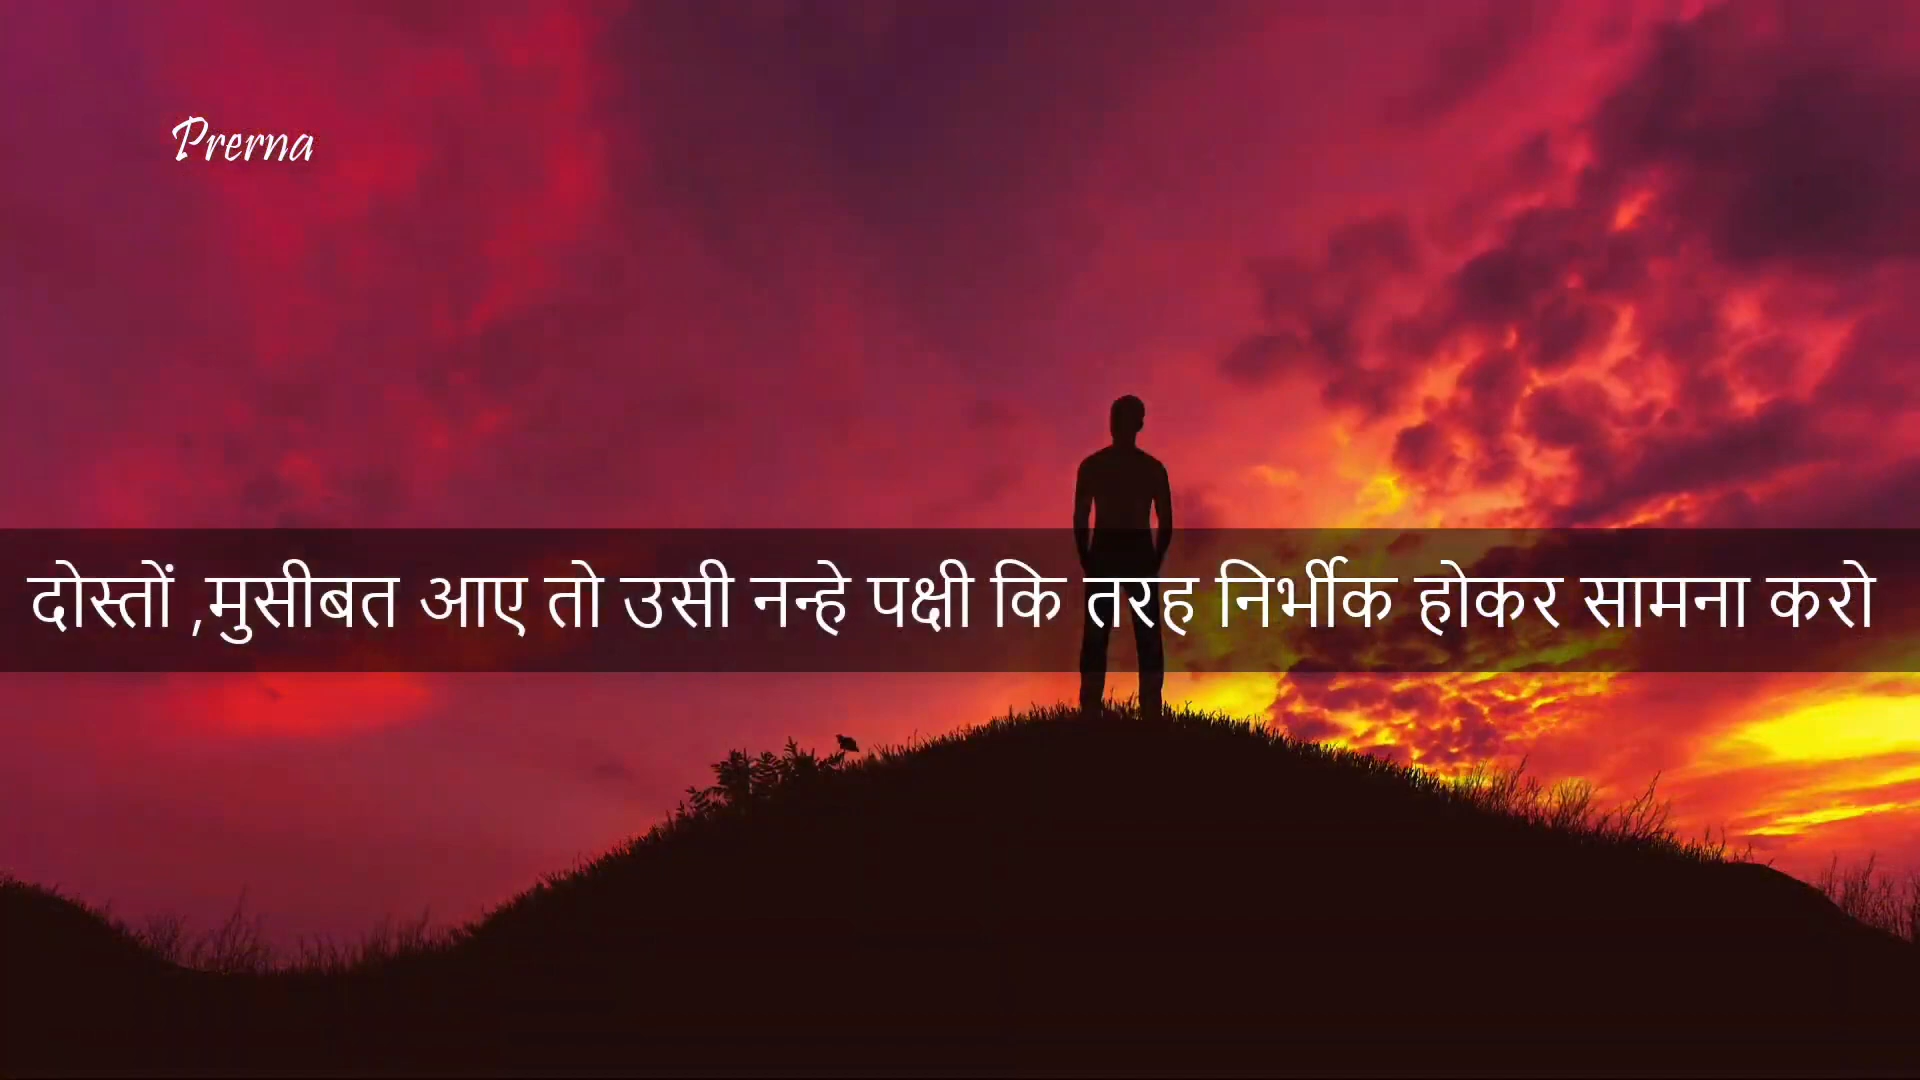 Prerna
दोस्तों ,मुसीबत आए तो उसी नन्हे पक्षी कि तरह निर्भीक होकर सामना करो